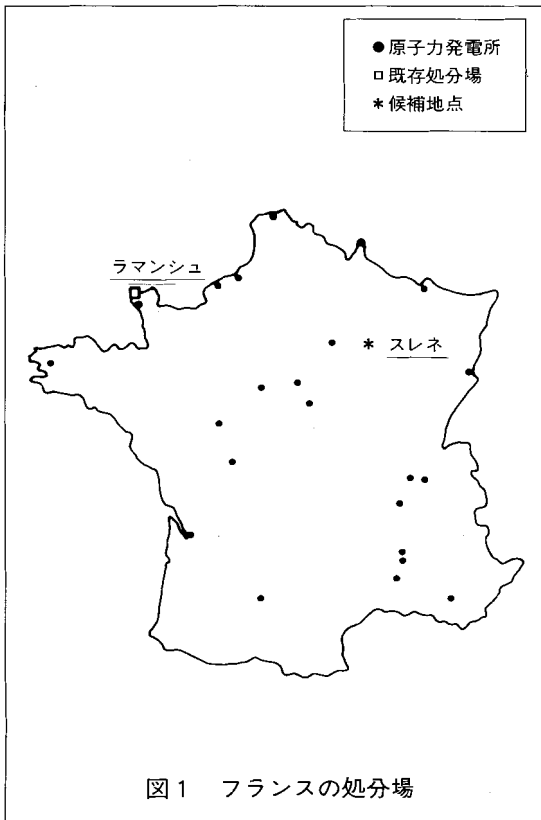 ●原子力発電所
□既存処分場
*候補地点
ラマンシュ
* スレネ
図1 フランスの処分場